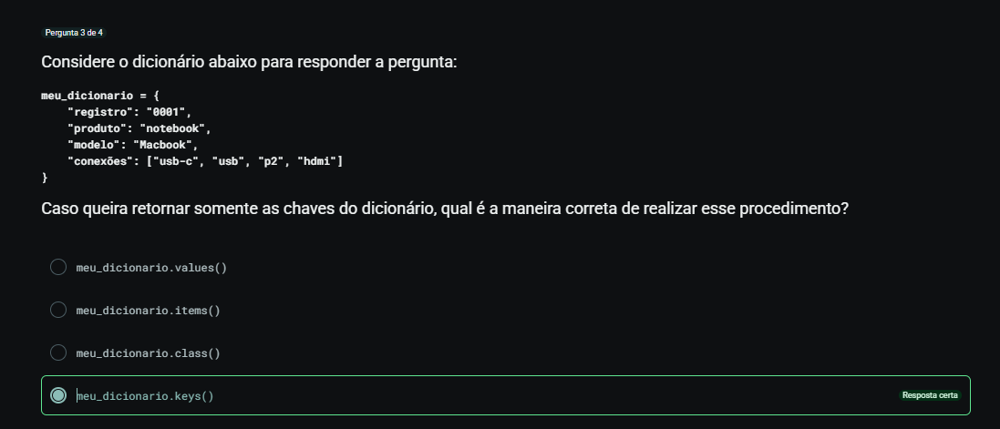 Pergunta 3 de 4
Considere o dicionário abaixo para responder a pergunta:
meu_dicionario = {
    "registro": "0001",
    "produto": "notebook",
    "modelo": "Macbook",
    "conexões": ["usb-c", "usb", "p2", "hdmi"]
}
Caso queira retornar somente as chaves do dicionário, qual é a maneira correta de realizar esse procedimento?
meu_dicionario.values()
meu_dicionario.items()
meu_dicionario.class()
meu_dicionario.keys() Resposta certa